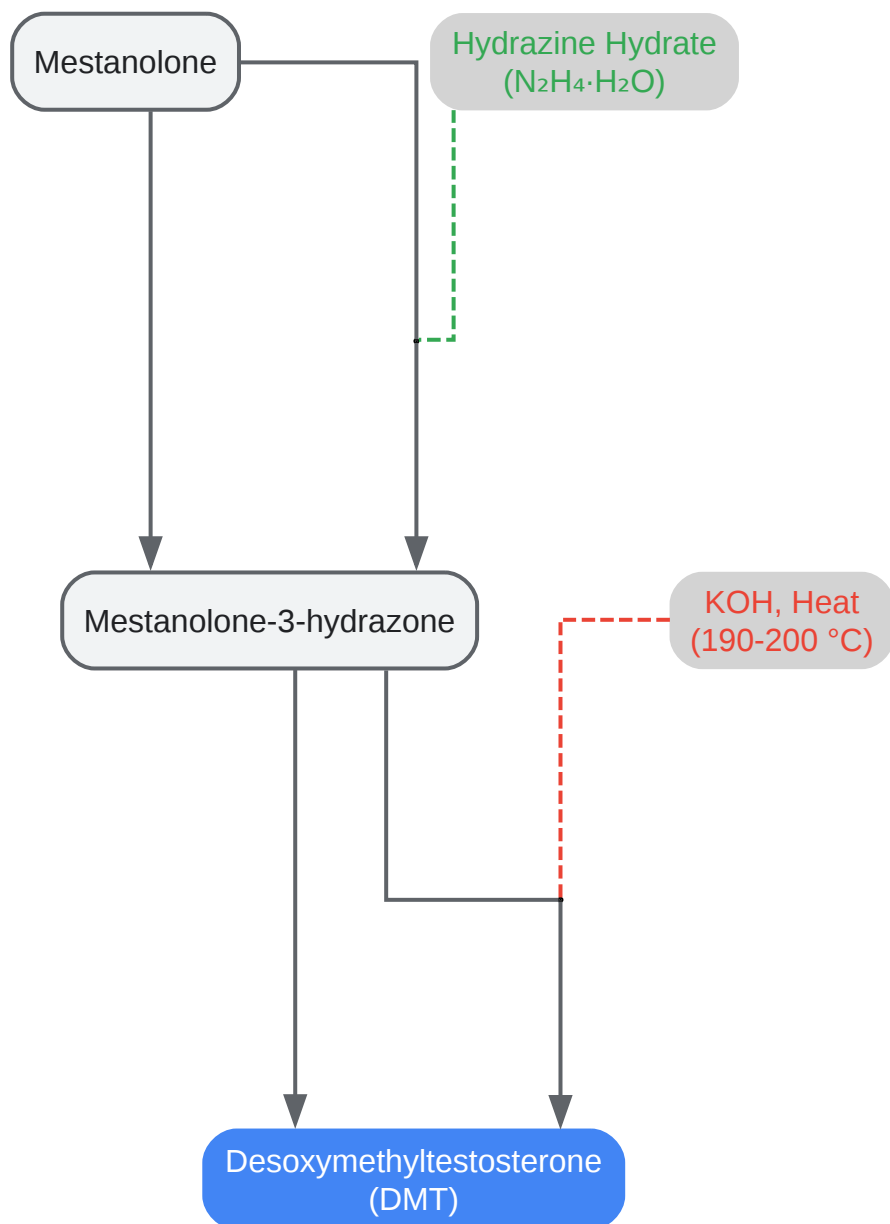 Mestanolone
Hydrazine Hydrate
(N₂H₄·H₂O)
Mestanolone-3-hydrazone
KOH, Heat
(190-200 °C)
Desoxymethyltestosterone
(DMT)